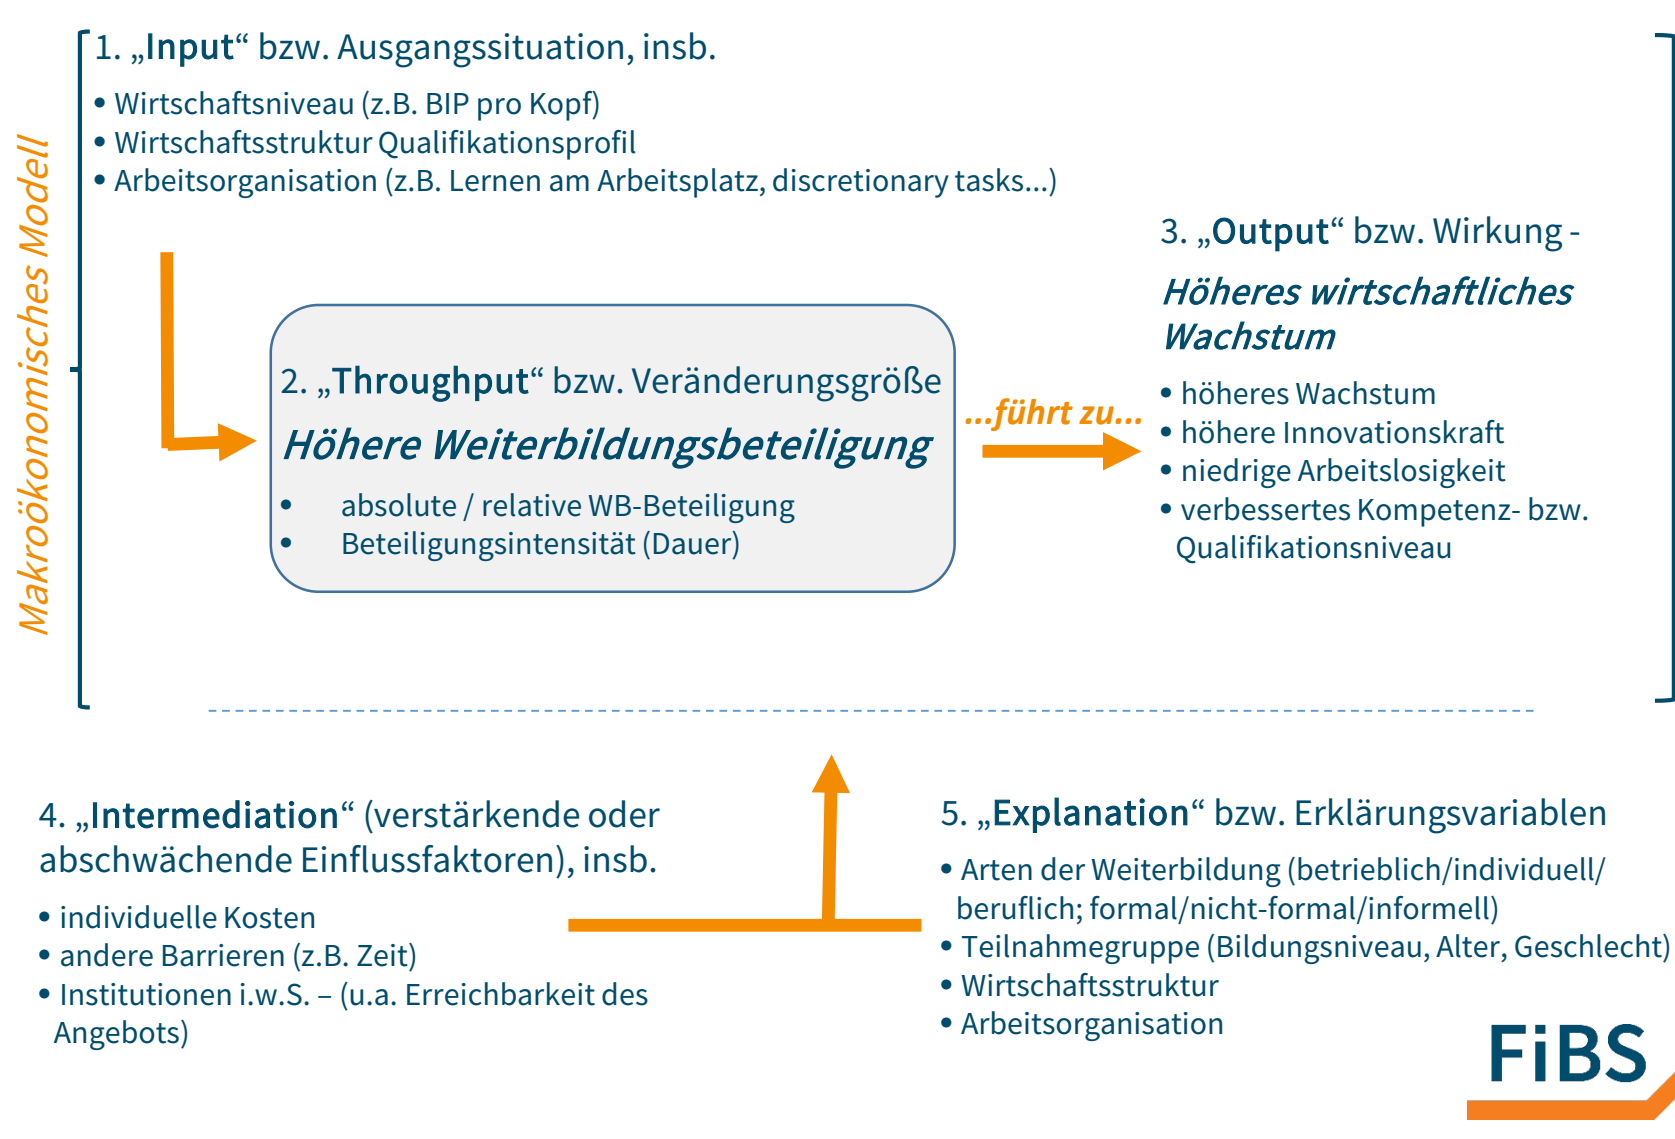 Makroökonomisches Modell
1. „Input“ bzw. Ausgangssituation, insb.
• Wirtschaftsniveau (z.B. BIP pro Kopf)
• Wirtschaftsstruktur Qualifikationsprofil
• Arbeitsorganisation (z.B. Lernen am Arbeitsplatz, discretionary tasks...)
2. „Throughput“ bzw. Veränderungsgröße
Höhere Weiterbildungsbeteiligung
• absolute / relative WB-Beteiligung
• Beteiligungsintensität (Dauer)
...führt zu...
3. „Output“ bzw. Wirkung -
Höheres wirtschaftliches
Wachstum
• höheres Wachstum
• höhere Innovationskraft
• niedrige Arbeitslosigkeit
• verbessertes Kompetenz- bzw.
Qualifikationsniveau
4. „Intermediation“ (verstärkende oder
abschwächende Einflussfaktoren), insb.
• individuelle Kosten
• andere Barrieren (z.B. Zeit)
• Institutionen i.w.S. – (u.a. Erreichbarkeit des
Angebots)
5. „Explanation“ bzw. Erklärungsvariablen
• Arten der Weiterbildung (betrieblich/individuell/
beruflich; formal/nicht-formal/informell)
• Teilnahmegruppe (Bildungsniveau, Alter, Geschlecht)
• Wirtschaftsstruktur
• Arbeitsorganisation
FiBS